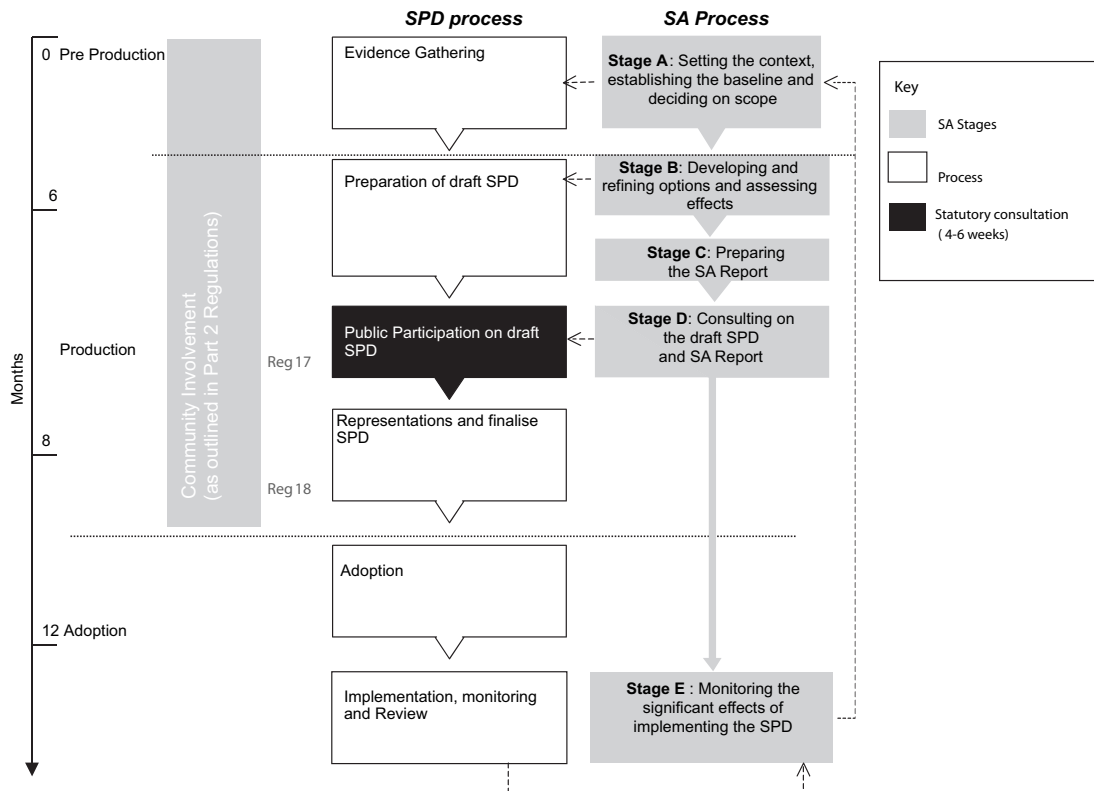 SPD process
SA Process
0 Pre Production
Evidence Gathering
Stage A: Setting the context,
establishing the baseline and
deciding on scope
Key
SA Stages
Process
Statutory consultation
( 4-6 weeks)
6
Preparation of draft SPD
Stage B: Developing and
refining options and assessing
effects
Stage C: Preparing
the SA Report
Months
Production
Community Involvement
(as outlined in Part 2 Regulations)
Reg 17
Public Participation on draft
SPD
Stage D: Consulting on
the draft SPD
and SA Report
8
Reg 18
Representations and finalise
SPD
Adoption
12 Adoption
Implementation, monitoring
and Review
Stage E : Monitoring the
significant effects of
implementing the SPD